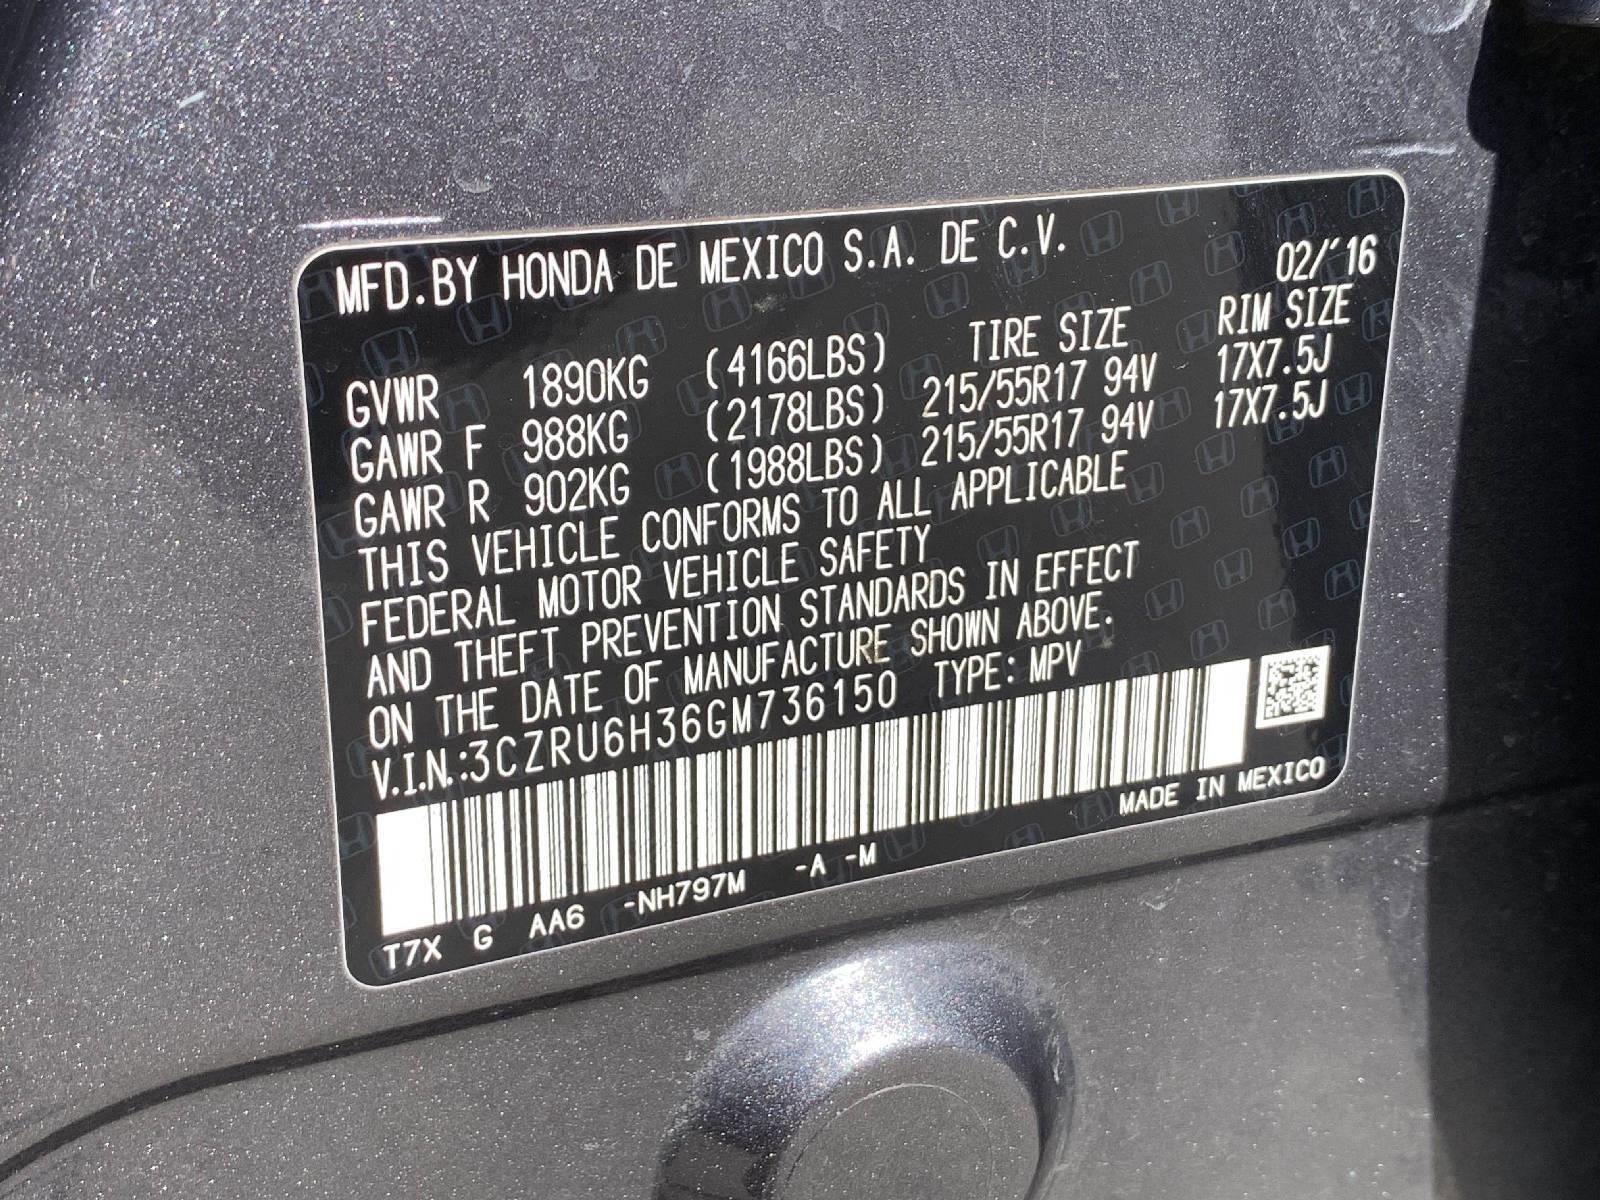 MFD.BY HONDA DE MEXICO S.A. DE C.V.
02/'16
TIRE SIZE RIM SIZE
GVWR 1890KG (4166LBS)
GAWR F 988KG (2178LBS) 215/55R17 94V 17X7.5J
GAWR R 902KG (1988LBS) 215/55R17 94V 17X7.5J
THIS VEHICLE CONFORMS TO ALL APPLICABLE
FEDERAL MOTOR VEHICLE SAFETY
AND THEFT PREVENTION STANDARDS IN EFFECT
ON THE DATE OF MANUFACTURE SHOWN ABOVE.
V.I.N.:3CZRU6H36GM736150 TYPE: MPV
MADE IN MEXICO
T7X G AA6 -NH797M -A -M